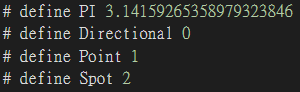 # define PI 3.14159265358979323846
# define Directional 0
# define Point 1
# define Spot 2